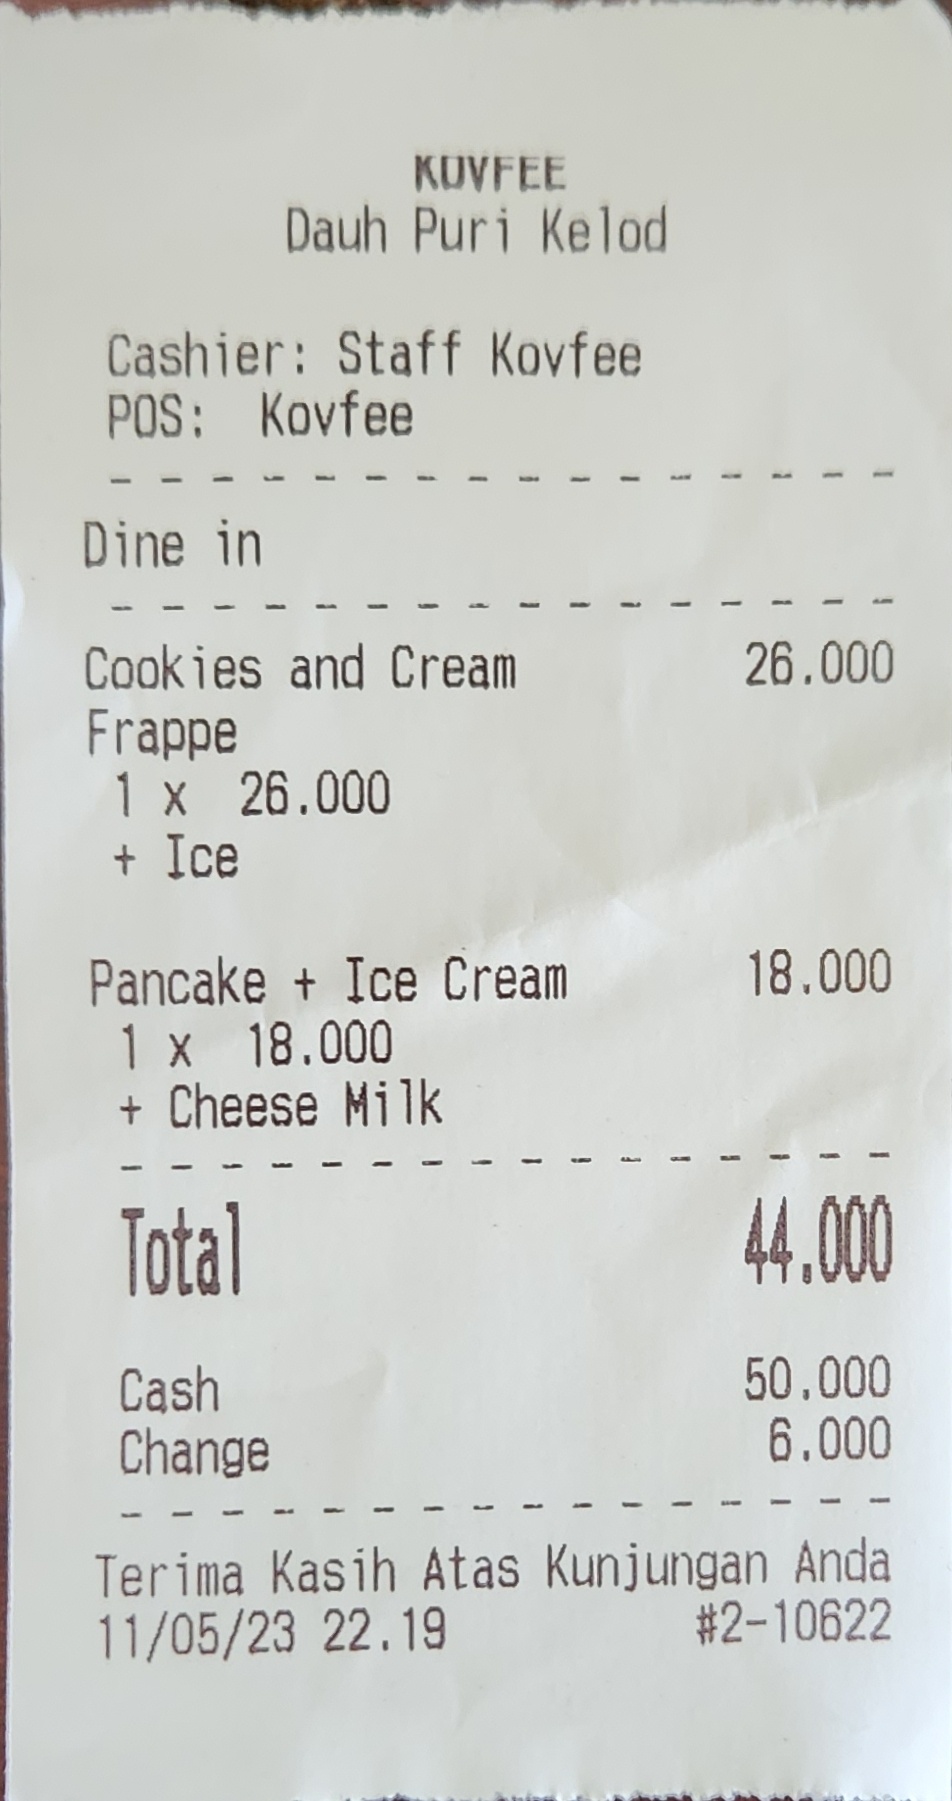 KOVFEE
Dauh Puri Kelod
Cashier: Staff Kovfee
POS: Kovfee
Dine in
Cookies and Cream 26.000
Frappe
1 x 26.000
+ Ice
Pancake + Ice Cream 18.000
1 x 18.000
+ Cheese Milk
Total 44.000
Cash 50.000
Change 6.000
Terima Kasih Atas Kunjungan Anda
11/05/23 22.19 #2-10622